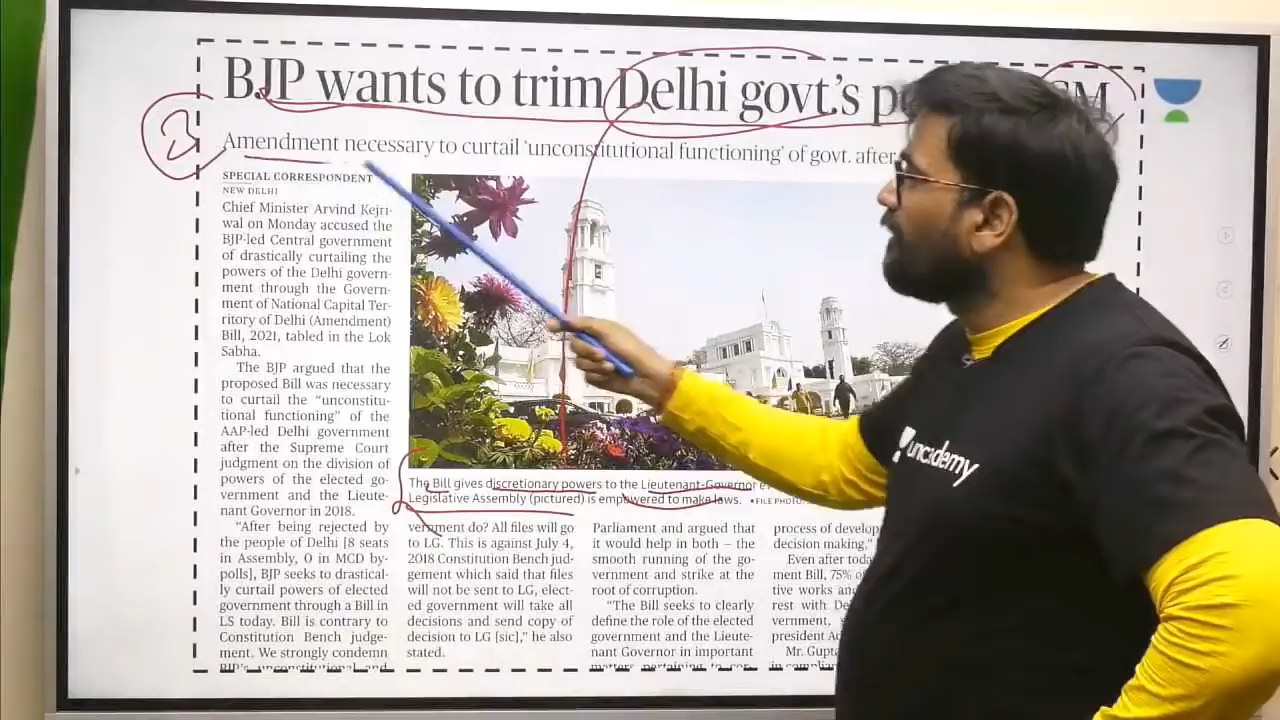 BJP wants to trim Delhi govt.'s CM
Amendment necessary to curtail 'unconstitutional functioning' of govt. after
SPECIAL CORRESPONDENT
NEW DELHI
Chief Minister Arvind Kejri-
wal on Monday accused the
BJP-led Central government
of drastically curtailing the
powers of the Delhi govern-
ment through the Govern-
ment of National Capital Ter-
ritory of Delhi (Amendment)
Bill, 2021, tabled in the Lok
Sabha.
The BJP argued that the
proposed Bill was necessary
to curtail the “unconstitu-
tional functioning” of the
AAP-led Delhi government
after the Supreme Court
judgment on the division of
powers of the elected go-
vernment and the Lieute-
nant Governor in 2018.
“After being rejected by
the people of Delhi [8 seats
in Assembly, 0 in MCD by-
polls], BJP seeks to drastical-
ly curtail powers of elected
government through a Bill in
LS today. Bill is contrary to
Constitution Bench judge-
ment. We strongly condemn
BJP's unconstitutional and
The Bill gives discretionary powers to the Lieutenant-Governor
Legislative Assembly (pictured) is empowered to make laws. •FILE PHOTO
vernment do? All files will go
to LG. This is against July 4,
2018 Constitution Bench jud-
gement which said that files
will not be sent to LG, elect-
ed government will take all
decisions and send copy of
decision to LG [sic],” he also
stated.
Parliament and argued that
it would help in both – the
smooth running of the go-
vernment and strike at the
root of corruption.
“The Bill seeks to clearly
define the role of the elected
government and the Lieute-
nant Governor in important
matters pertaining to
process of develop
decision making,”
Even after toda
ment Bill, 75% of
tive works and
rest with De
vernment,
president
Mr. Gupta
in complian
unacademy